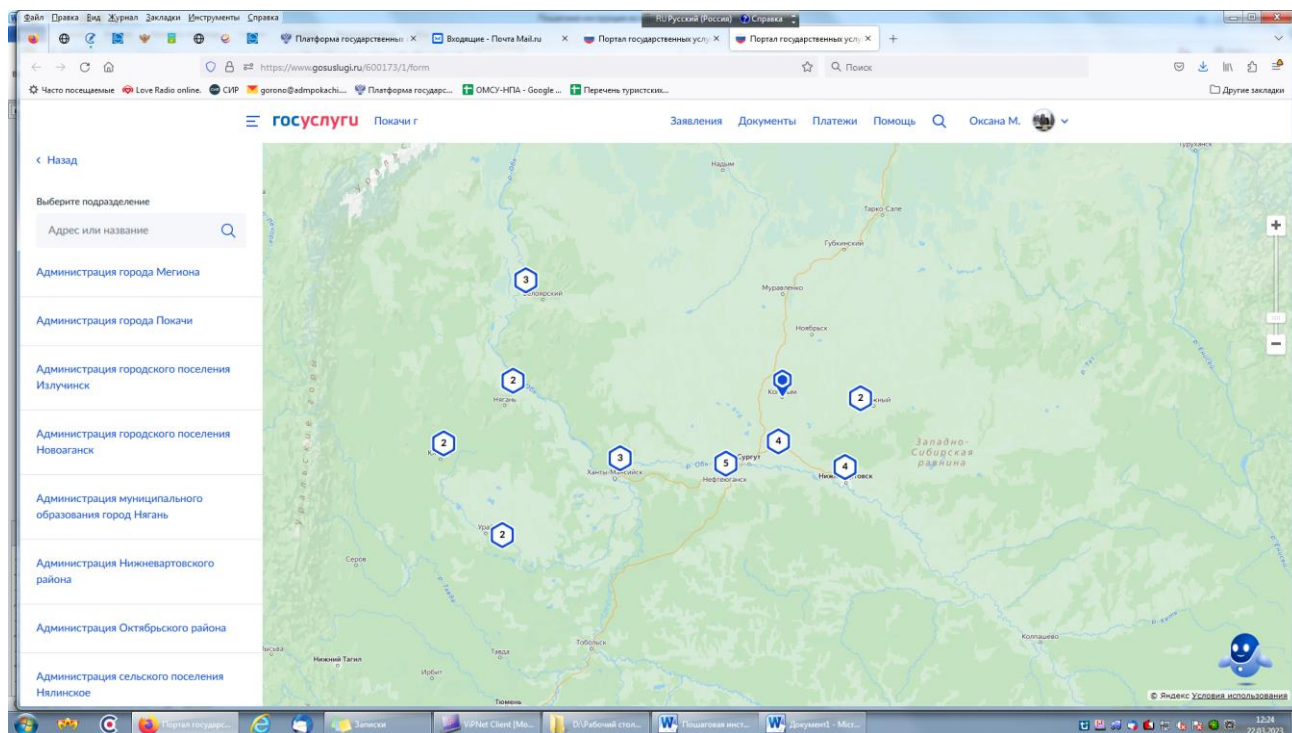 Файл Правка Вид Журнал Закладки Инструменты Справка
RU Русский (Россия) Справка
Платформа государственных
Входящие - Почта Mail.ru
Портал государственных услу
Портал государственных услу
https://www.gosuslugi.ru/600173/1/form
Поиск
Часто посещаемые
Love Radio online.
СИР
gorono@admpokachi....
Платформа государс...
ОМСУ-НПА - Google ...
Перечень туристских...
Другие закладки
госуслуги
Покачи г
Заявления Документы Платежи Помощь
Оксана М.
Назад
Выберите подразделение
Адрес или название
Администрация города Мегиона
Администрация города Покачи
Администрация городского поселения
Излучинск
Администрация городского поселения
Новоаганск
Администрация муниципального
образования город Нягань
Администрация Нижневартовского
района
Администрация Октябрьского района
Администрация сельского поселения
Нялинское
Туруханск
Надым
р. Обь
Тарко-Сале
Губкинский
3
Муравленко
Ноябрьск
2
Нягань
2
2
3
Ханты-Мансийск
р. Обь
5
Сургут
Нефтеюганск
4
4
Западно-
Сибирская
равнина
2
Серов
Тобольск
Тавда
Ирбит
Нижний Тагил
Тюмень
Колпашево
© Яндекс Условия использования
Портал государс...
Записки
ViPNet Client [Мо...
D:\Рабочий стол...
Пошаговая инст...
Документ1 - Micr...
12:24
22.03.2023